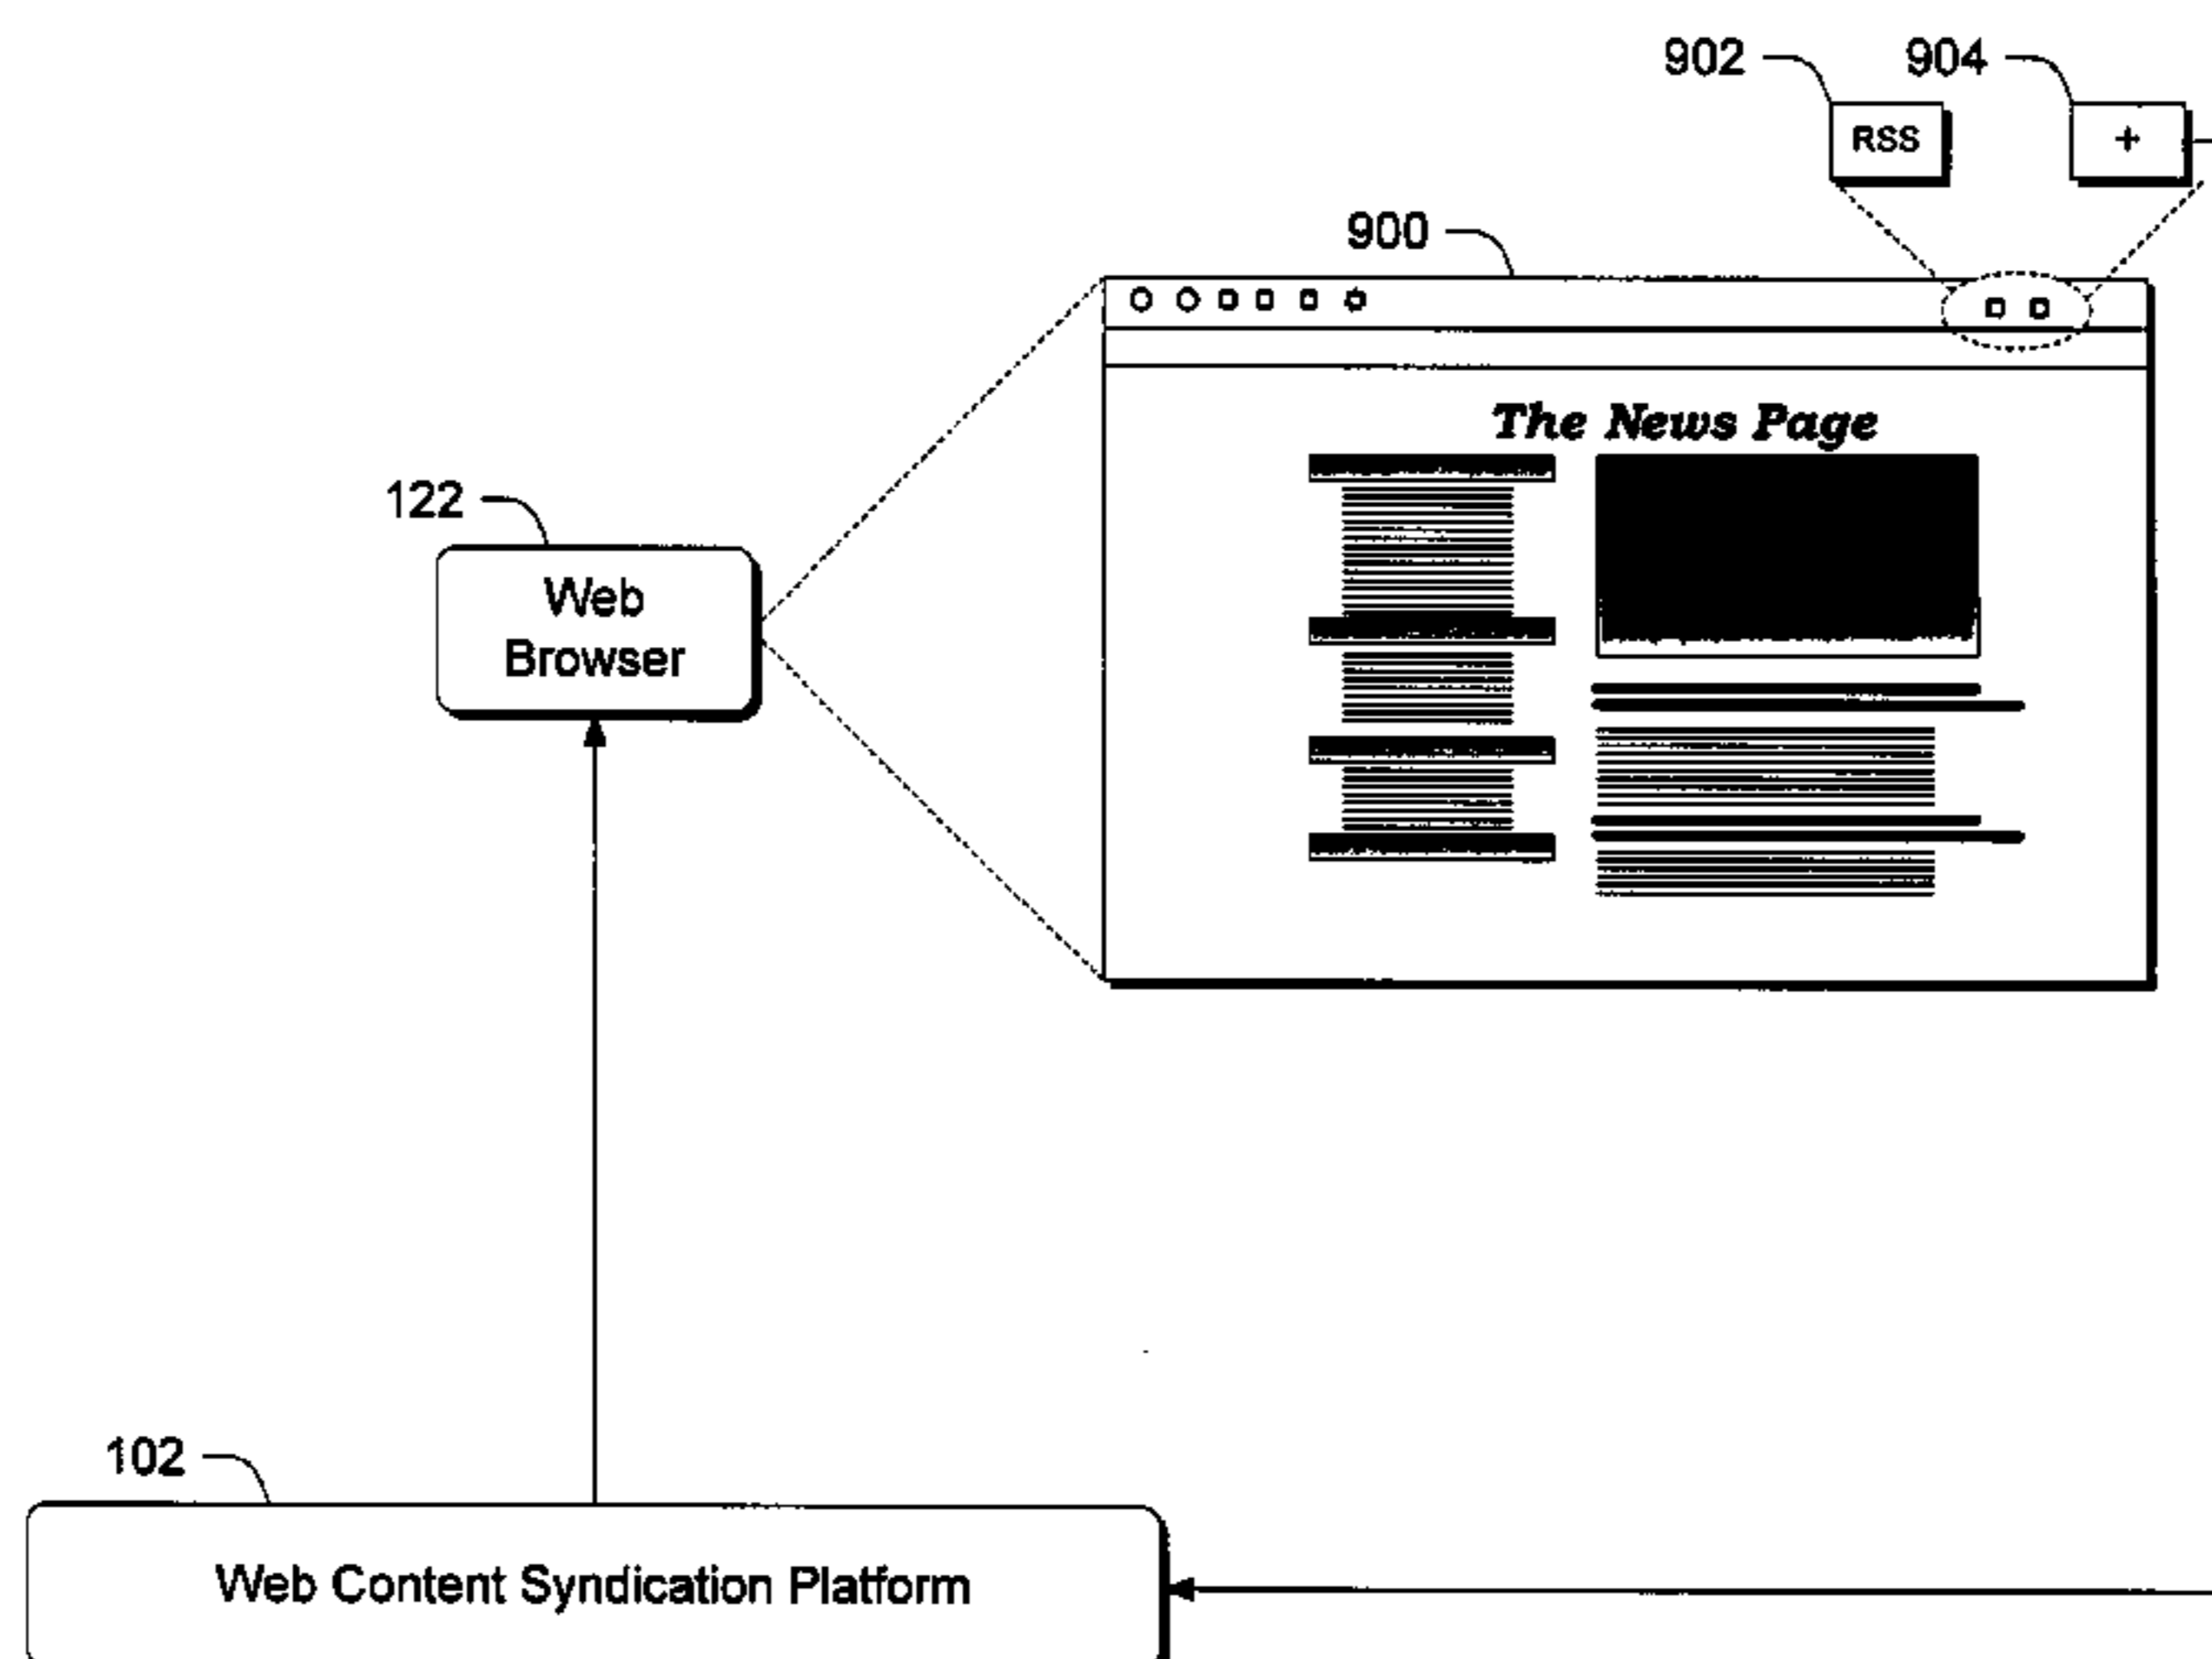 902
904
RSS
+
900
The News Page
122
Web
Browser
102
Web Content Syndication Platform